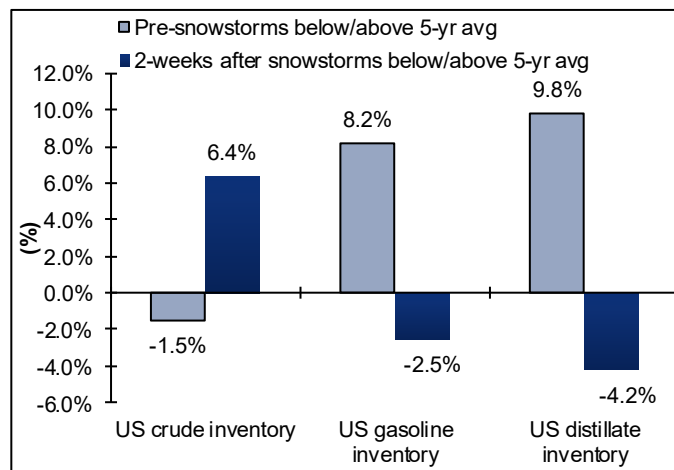 Pre-snowstorms below/above 5-yr avg
2-weeks after snowstorms below/above 5-yr avg
12.0%
10.0%
8.0%
6.0%
4.0%
2.0%
0.0%
-2.0%
-4.0%
-6.0%
(%)
-1.5%
6.4%
8.2%
-2.5%
9.8%
-4.2%
US crude inventory
US gasoline
inventory
US distillate
inventory